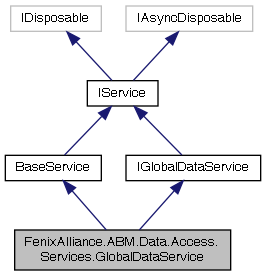 IDisposable
IAsyncDisposable
IService
BaseService
IGlobalDataService
FenixAlliance.ABM.Data.Access.
Services.GlobalDataService